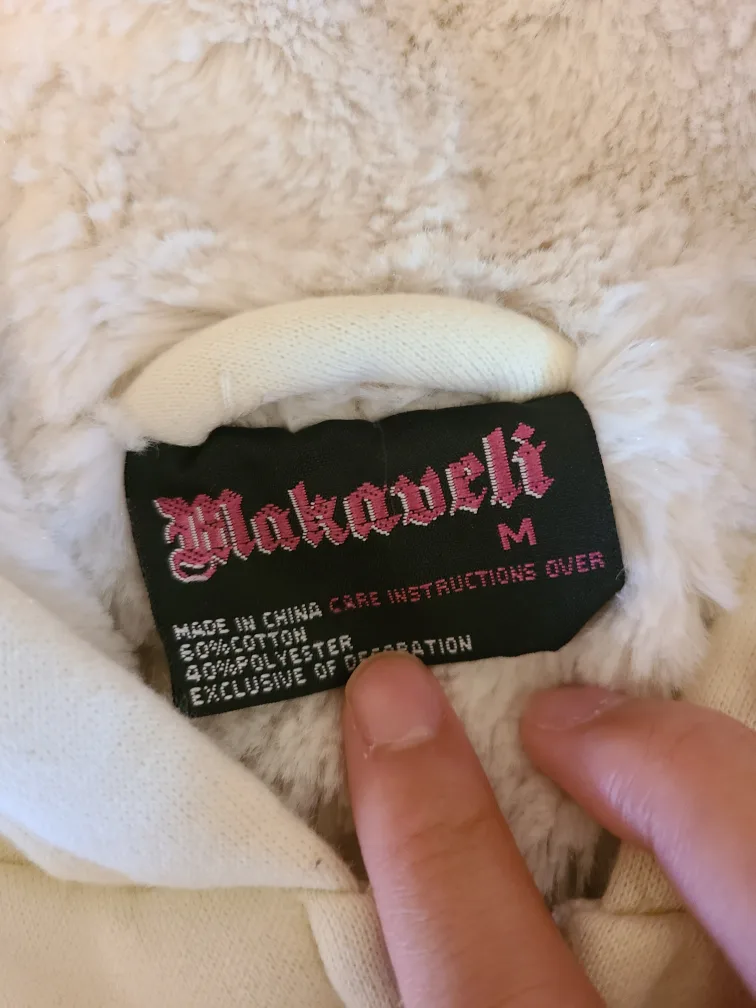 Makaveli
M
CARE INSTRUCTIONS OVER
MADE IN CHINA
60%COTTON
40%POLYESTER
EXCLUSIVE OF DECORATION